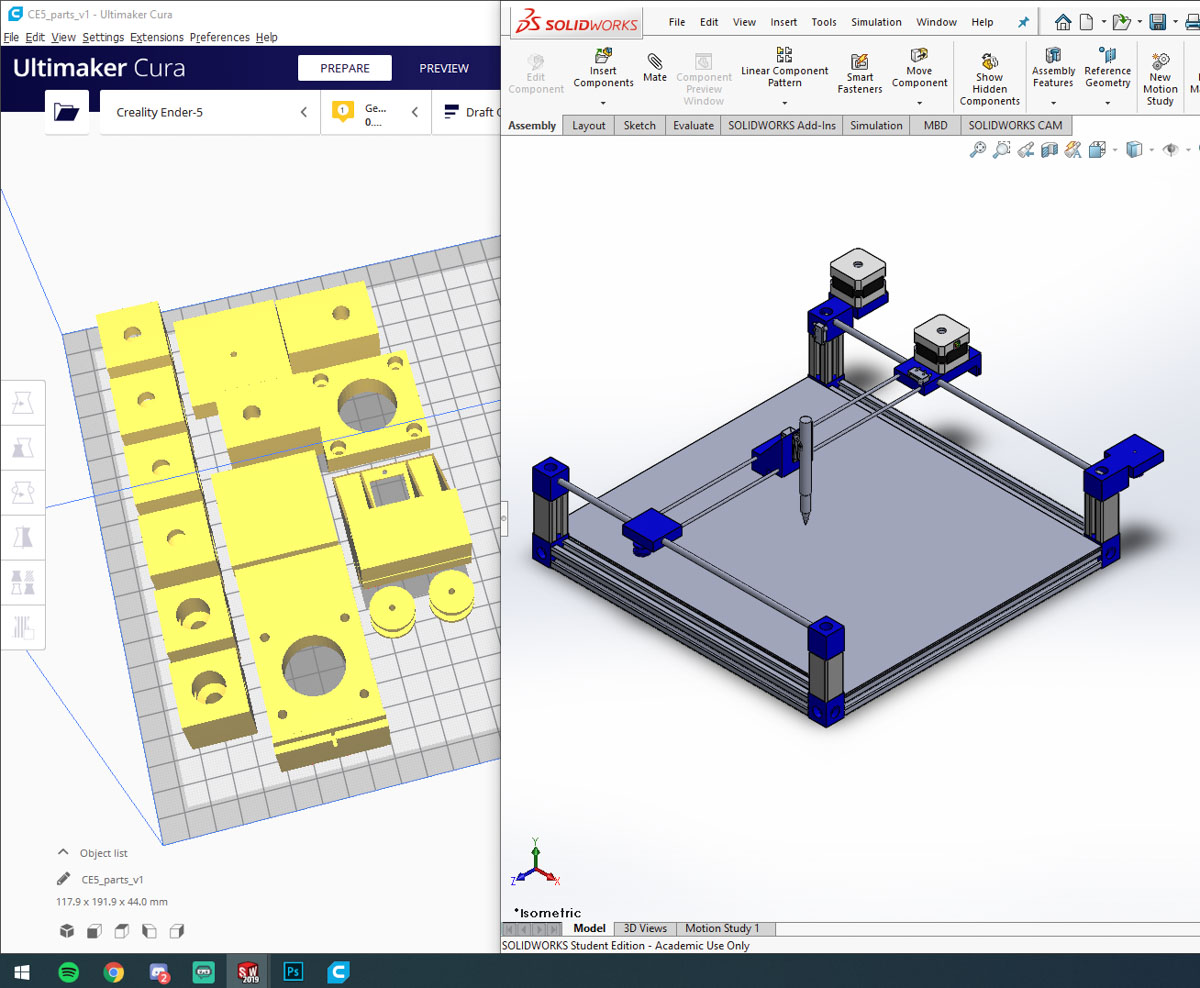 CE5_parts_v1 - Ultimaker Cura
File Edit View Settings Extensions Preferences Help
Ultimaker Cura
PREPARE
PREVIEW
Creality Ender-5
1
Ge...
0....
Draft
Object list
CE5_parts_v1
117.9 x 191.9 x 44.0 mm
SOLIDWORKS
File Edit View Insert Tools Simulation Window Help
Edit
Component
Insert
Components
Mate
Component
Preview
Window
Linear Component
Pattern
Smart
Fasteners
Move
Component
Show
Hidden
Components
Assembly
Features
Reference
Geometry
New
Motion
Study
Assembly Layout Sketch Evaluate SOLIDWORKS Add-Ins Simulation MBD SOLIDWORKS CAM
Y
Z
X
*Isometric
Model 3D Views Motion Study 1
SOLIDWORKS Student Edition - Academic Use Only
2
SW
2019
Ps